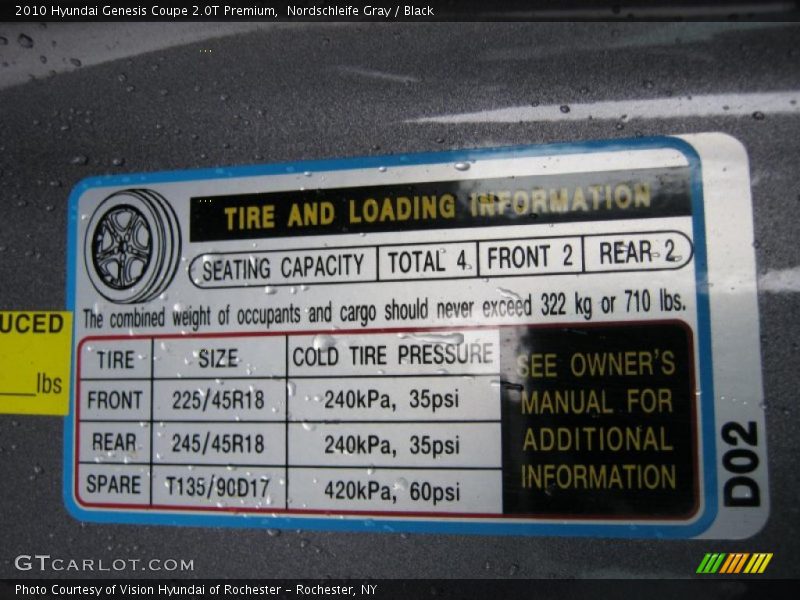 2010 Hyundai Genesis Coupe 2.0T Premium,  Nordschleife Gray / Black
TIRE AND LOADING INFORMATION
SEATING CAPACITY TOTAL 4 FRONT 2 REAR 2
The combined weight of occupants and cargo should never exceed 322 kg or 710 lbs.
UCED
lbs
TIRE SIZE COLD TIRE PRESSURE
FRONT 225/45R18 240kPa, 35psi
REAR 245/45R18 240kPa, 35psi
SPARE T135/90D17 420kPa, 60psi
SEE OWNER'S
MANUAL FOR
ADDITIONAL
INFORMATION
D02
GTCARLOT.COM
Photo Courtesy of Vision Hyundai of Rochester – Rochester, NY